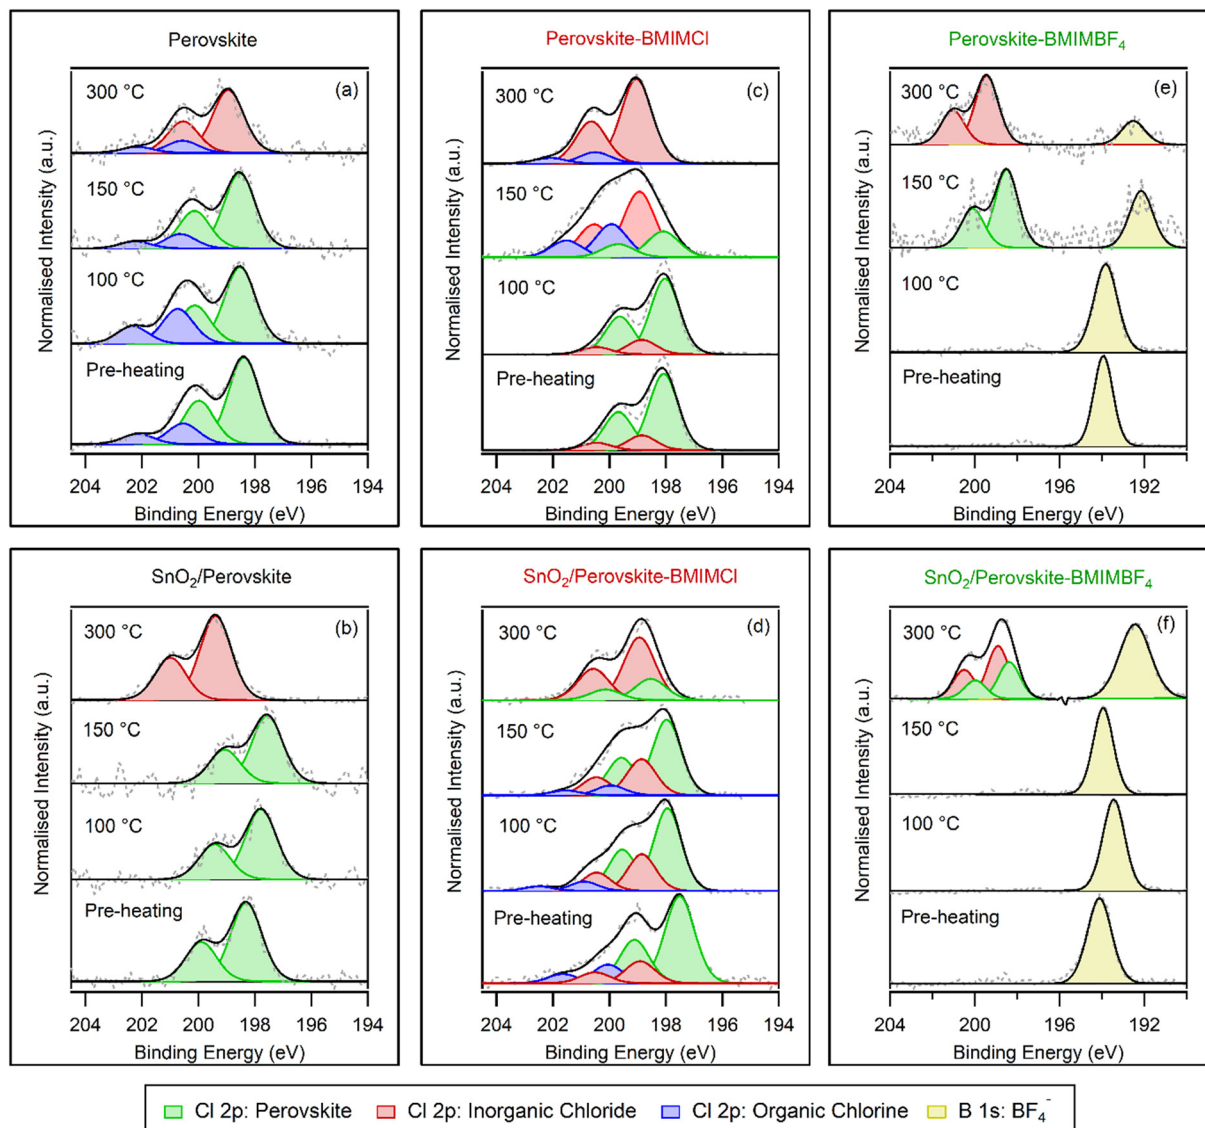 Perovskite
(a)
300 °C
150 °C
100 °C
Pre-heating
Normalised Intensity (a.u.)
204 202 200 198 196 194
Binding Energy (eV)
Perovskite-BMIMCl
(c)
300 °C
150 °C
100 °C
Pre-heating
Normalised Intensity (a.u.)
204 202 200 198 196 194
Binding Energy (eV)
Perovskite-BMIMBF₄
(e)
300 °C
150 °C
100 °C
Pre-heating
Normalised Intensity (a.u.)
204 200 196 192
Binding Energy (eV)
SnO₂/Perovskite
(b)
300 °C
150 °C
100 °C
Pre-heating
Normalised Intensity (a.u.)
204 202 200 198 196 194
Binding Energy (eV)
SnO₂/Perovskite-BMIMCl
(d)
300 °C
150 °C
100 °C
Pre-heating
Normalised Intensity (a.u.)
204 202 200 198 196 194
Binding Energy (eV)
SnO₂/Perovskite-BMIMBF₄
(f)
300 °C
150 °C
100 °C
Pre-heating
Normalised Intensity (a.u.)
204 200 196 192
Binding Energy (eV)
Cl 2p: Perovskite Cl 2p: Inorganic Chloride Cl 2p: Organic Chlorine B 1s: BF₄⁻